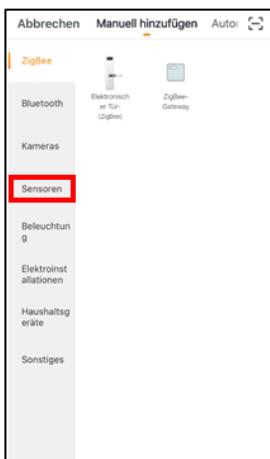 Abbrechen Manuell hinzufügen Autor
ZigBee
Elektronisch
er Tür-
(ZigBee)
ZigBee-
Gateway
Bluetooth
Kameras
Sensoren
Beleuchtun
g
Elektroinst
allationen
Haushaltsg
eräte
Sonstiges